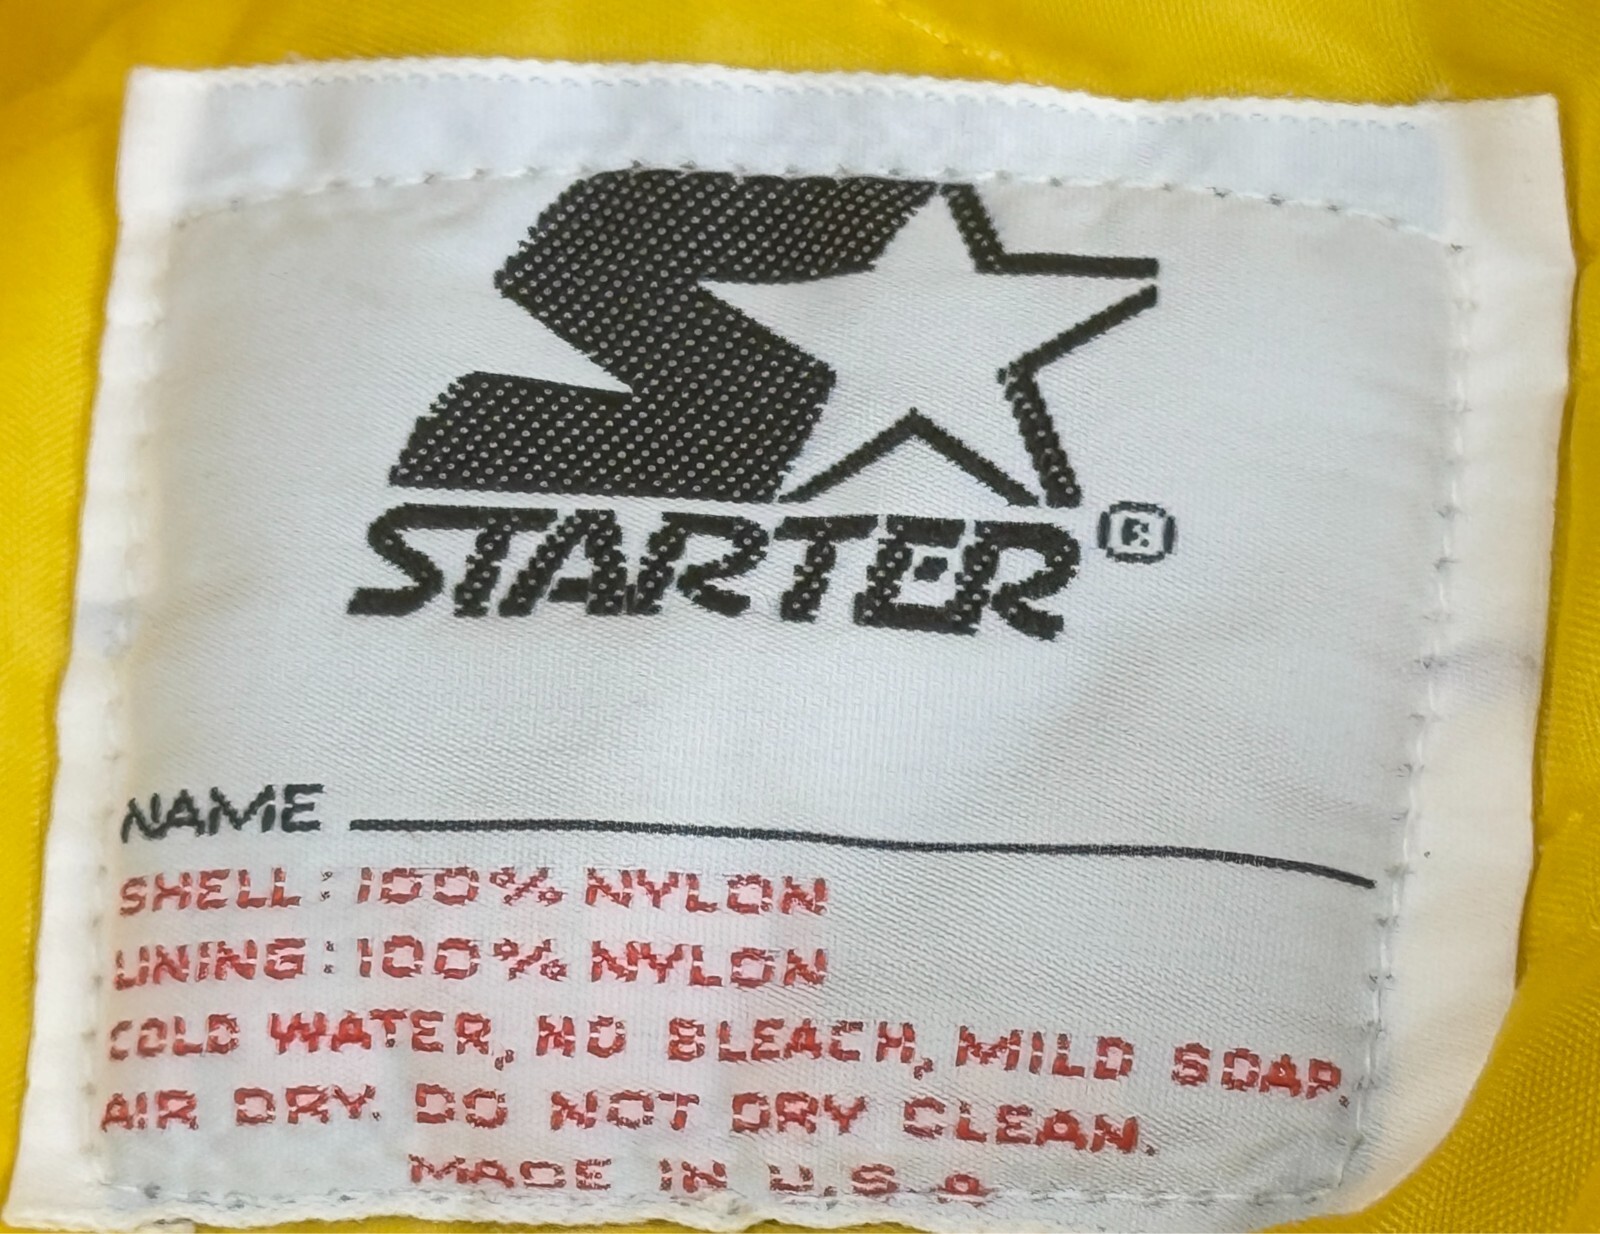 STARTER®
NAME
SHELL: 100% NYLON
LINING: 100% NYLON
COLD WATER, NO BLEACH, MILD SOAP.
AIR DRY. DO NOT DRY CLEAN.
MADE IN U.S A